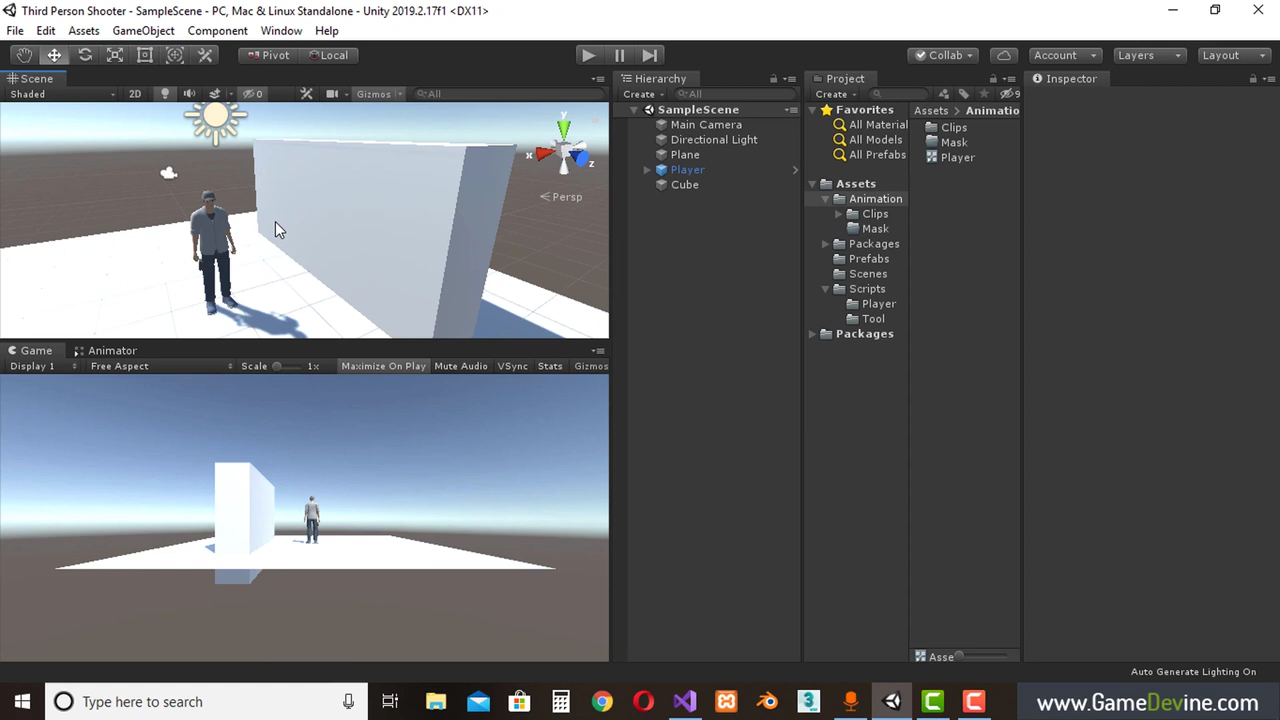 Third Person Shooter - SampleScene - PC, Mac & Linux Standalone - Unity 2019.2.17f1 <DX11>
File Edit Assets GameObject Component Window Help
Pivot Local Collab Account Layers Layout
Scene Hierarchy Project Inspector
Shaded 2D 0 Gizmos All Create All Create 9
SampleScene
Main Camera
Directional Light
Plane
Player
Cube
Favorites
All Material
All Models
All Prefabs
Assets
Animation
Clips
Mask
Packages
Prefabs
Scenes
Scripts
Player
Tool
Packages
Assets Animatio
Clips
Mask
Player
y
x
z
Persp
Game Animator
Display 1 Free Aspect Scale 1x Maximize On Play Mute Audio VSync Stats Gizmos
Asse
Auto Generate Lighting On
Type here to search
3
www.GameDevine.com